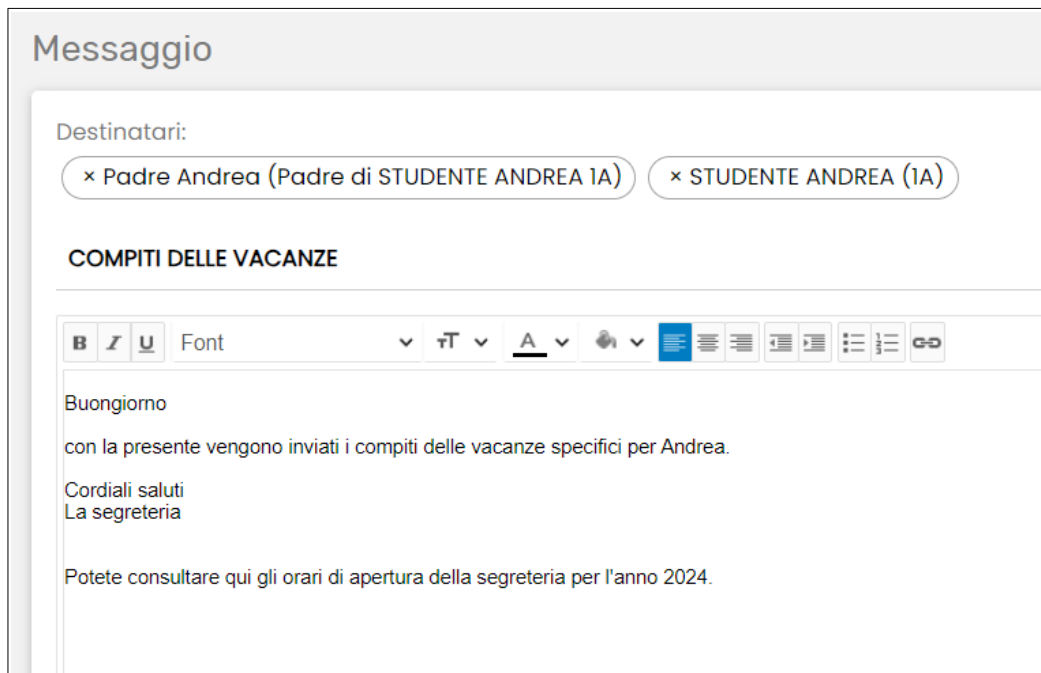 Messaggio
Destinatari:
× Padre Andrea (Padre di STUDENTE ANDREA 1A) × STUDENTE ANDREA (1A)
COMPITI DELLE VACANZE
B I U Font тT A
Buongiorno
con la presente vengono inviati i compiti delle vacanze specifici per Andrea.
Cordiali saluti
La segreteria
Potete consultare qui gli orari di apertura della segreteria per l'anno 2024.